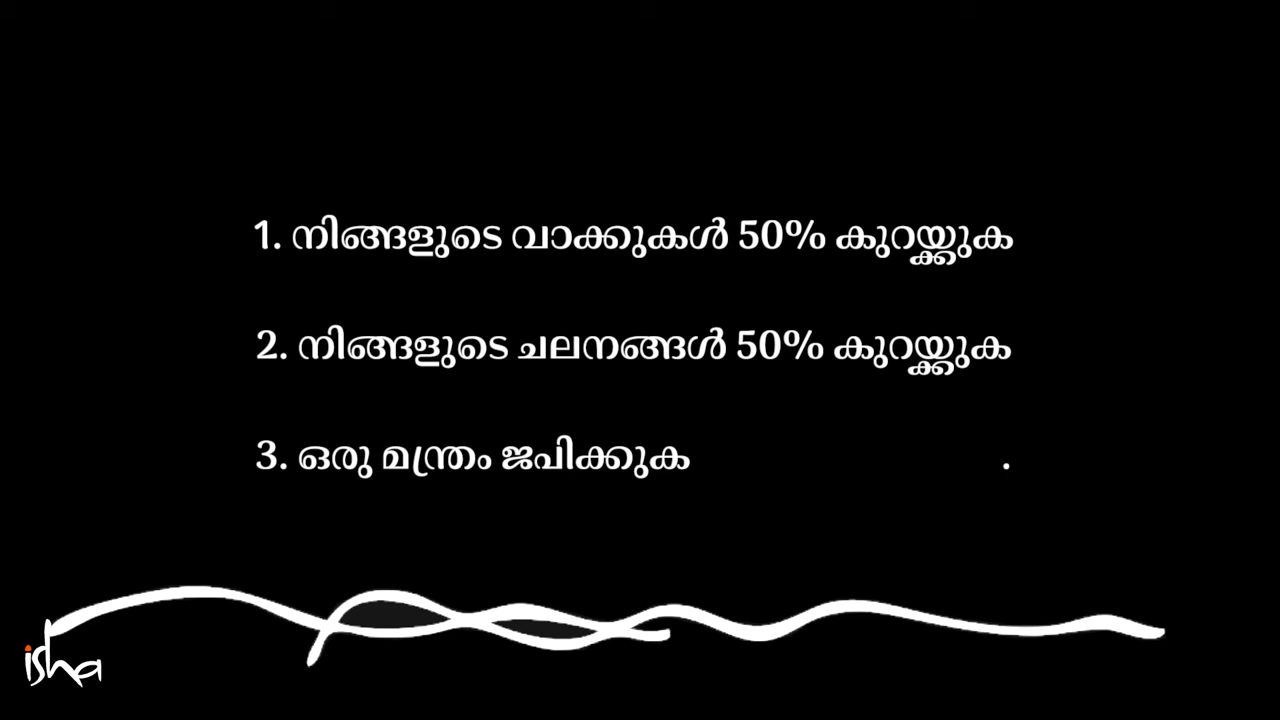 1. നിങ്ങളുടെ വാക്കുകൾ 50% കുറയ്ക്കുക
2. നിങ്ങളുടെ ചലനങ്ങൾ 50% കുറയ്ക്കുക
3. ഒരു മന്ത്രം ജപിക്കുക .
isha